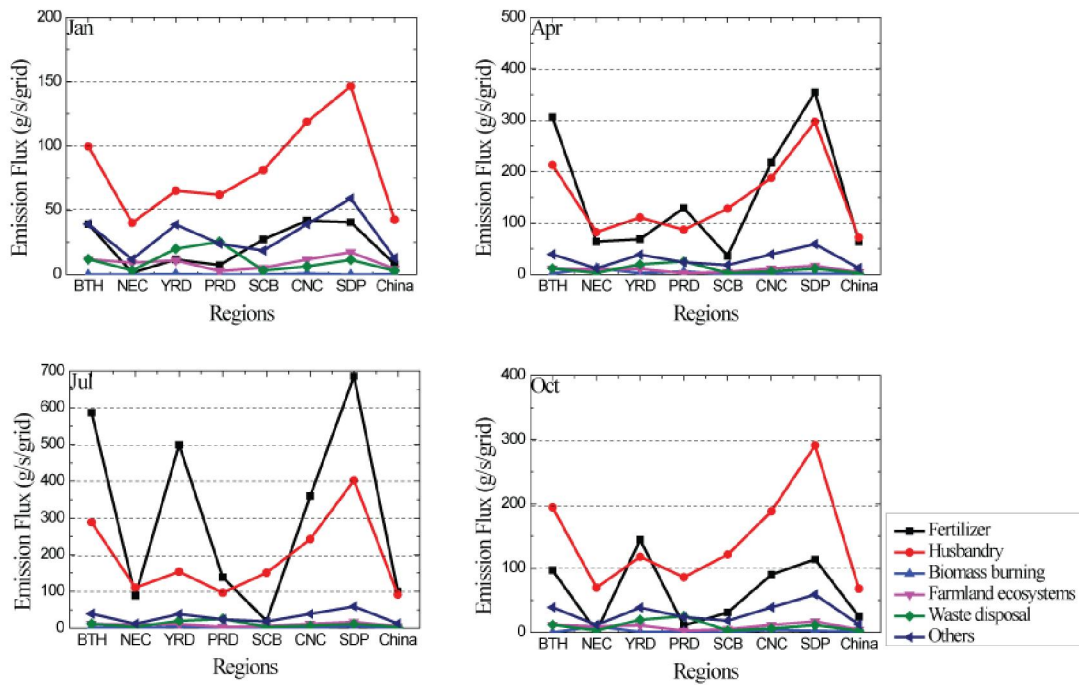 Jan
200
150
100
50
0
Emission Flux (g/s/grid)
BTH NEC YRD PRD SCB CNC SDP China
Regions
Apr
500
400
300
200
100
0
Emission Flux (g/s/grid)
BTH NEC YRD PRD SCB CNC SDP China
Regions
Jul
700
600
500
400
300
200
100
0
Emission Flux (g/s/grid)
BTH NEC YRD PRD SCB CNC SDP China
Regions
Oct
400
300
200
100
0
Emission Flux (g/s/grid)
BTH NEC YRD PRD SCB CNC SDP China
Regions
Fertilizer
Husbandry
Biomass burning
Farmland ecosystems
Waste disposal
Others